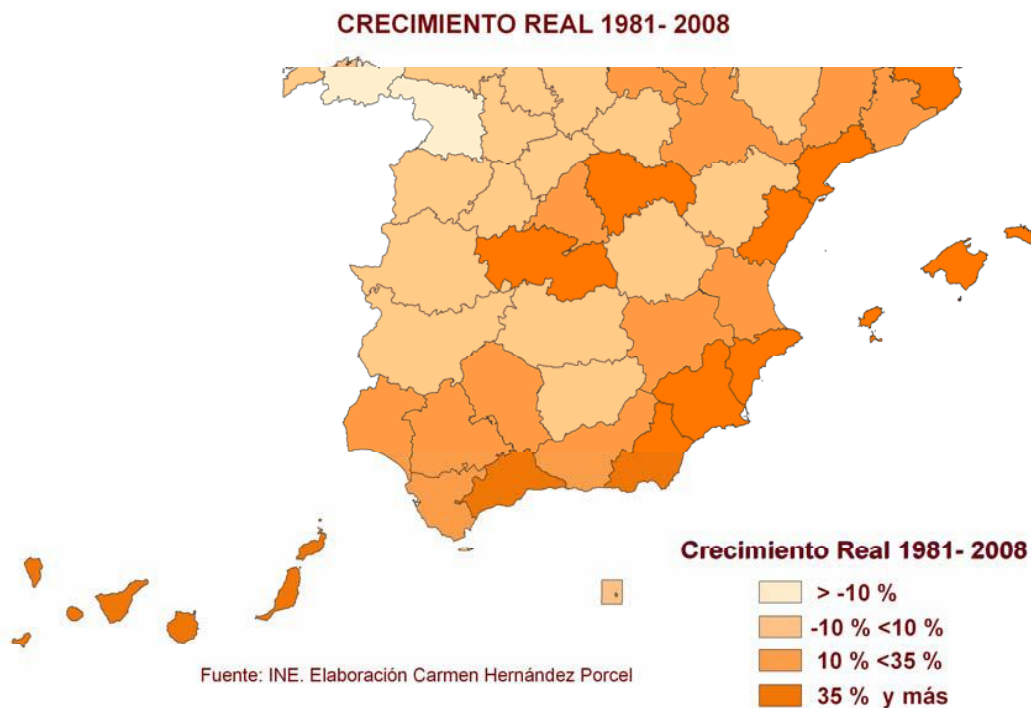 CRECIMIENTO REAL 1981- 2008
Crecimiento Real 1981- 2008
> -10 %
-10 % <10 %
10 % <35 %
35 % y más
Fuente: INE. Elaboración Carmen Hernández Porcel